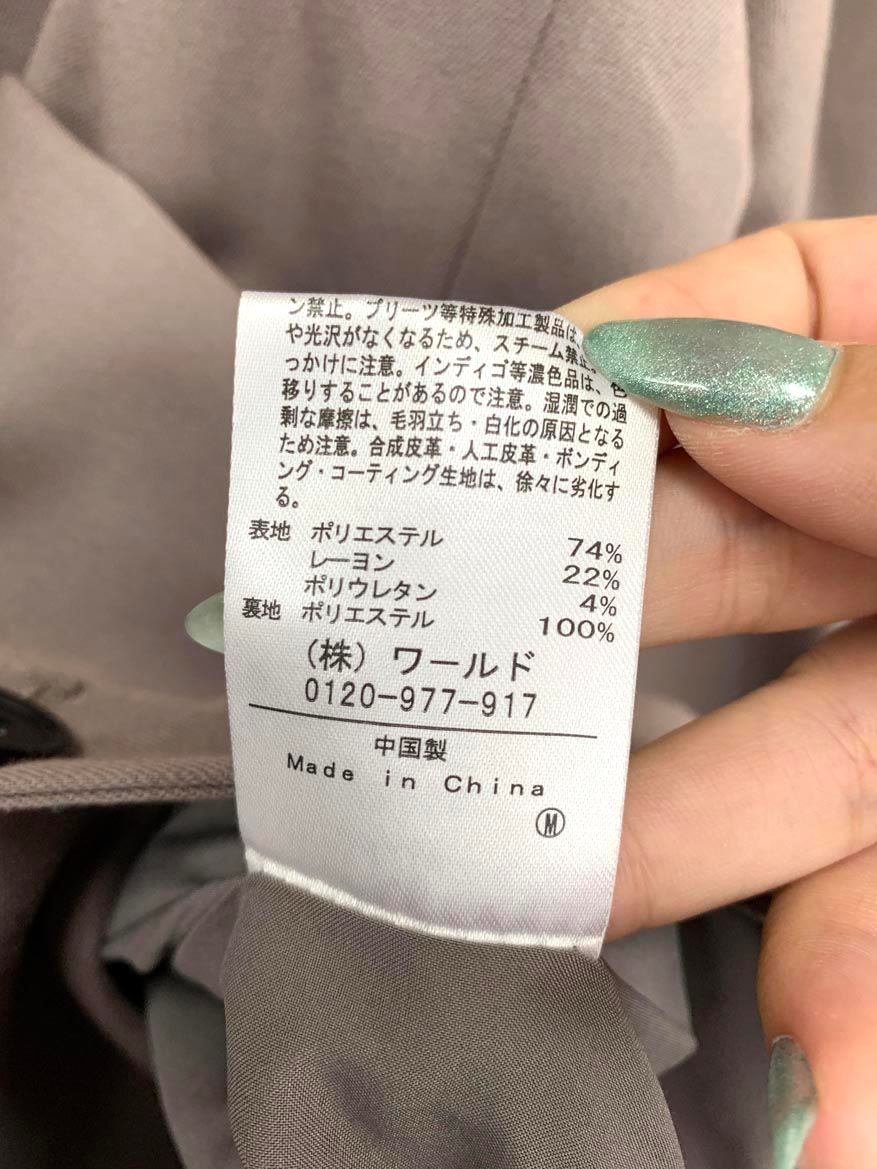 ン禁止。プリーツ等特殊加工製品は、
や光沢がなくなるため、スチーム禁止。
っかけに注意。インディゴ等濃色品は、色
移りすることがあるので注意。湿潤での過
剰な摩擦は、毛羽立ち・白化の原因となる
ため注意。合成皮革・人工皮革・ボンディ
ング・コーティング生地は、徐々に劣化す
る。
表地 ポリエステル 74%
レーヨン 22%
ポリウレタン 4%
裏地 ポリエステル 100%
(株) ワールド
0120-977-917
中国製
Made in China
Ⓜ